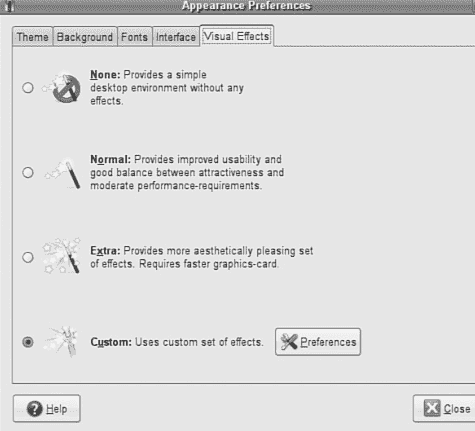 Appearance Preferences
Theme Background Fonts Interface Visual Effects
None: Provides a simple
desktop environment without any
effects.
Normal: Provides improved usability and
good balance between attractiveness and
moderate performance-requirements.
Extra: Provides more aesthetically pleasing set
of effects. Requires faster graphics-card.
Custom: Uses custom set of effects. Preferences
Help Close